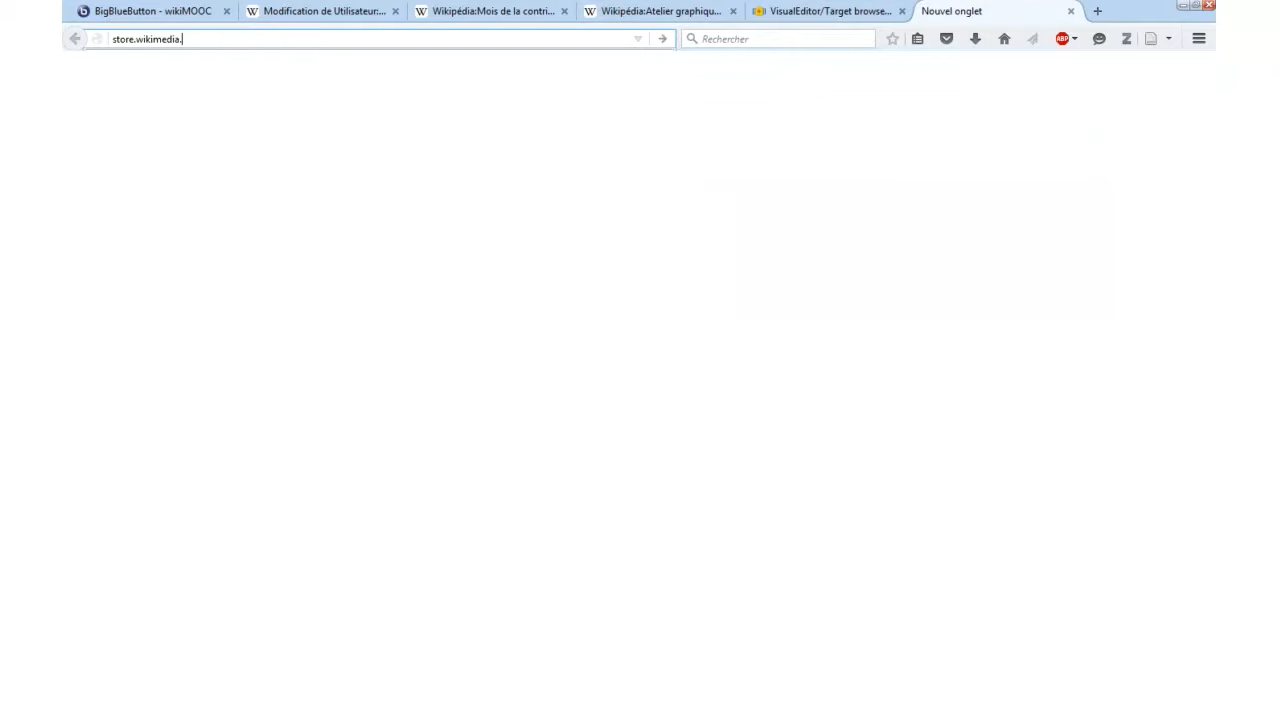 BigBlueButton - wikiMOOC
Modification de Utilisateur:...
Wikipédia:Mois de la contri...
Wikipédia:Atelier graphiqu...
VisualEditor/Target browse...
Nouvel onglet
store.wikimedia.
Rechercher
ABP